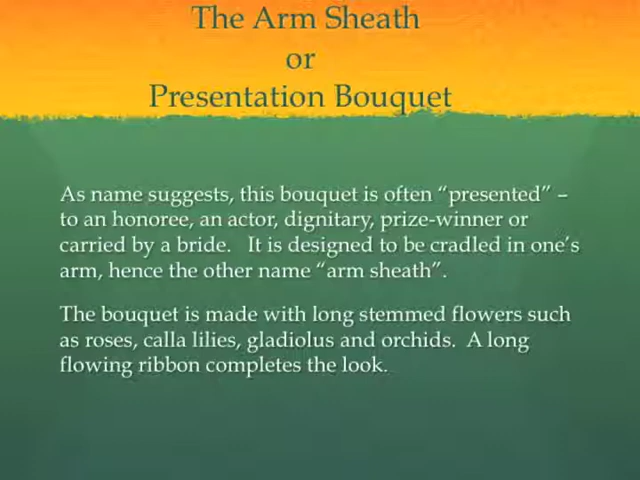 The Arm Sheath
or
Presentation Bouquet
As name suggests, this bouquet is often “presented” –
to an honoree, an actor, dignitary, prize-winner or
carried by a bride.   It is designed to be cradled in one’s
arm, hence the other name “arm sheath”.
The bouquet is made with long stemmed flowers such
as roses, calla lilies, gladiolus and orchids.  A long
flowing ribbon completes the look.